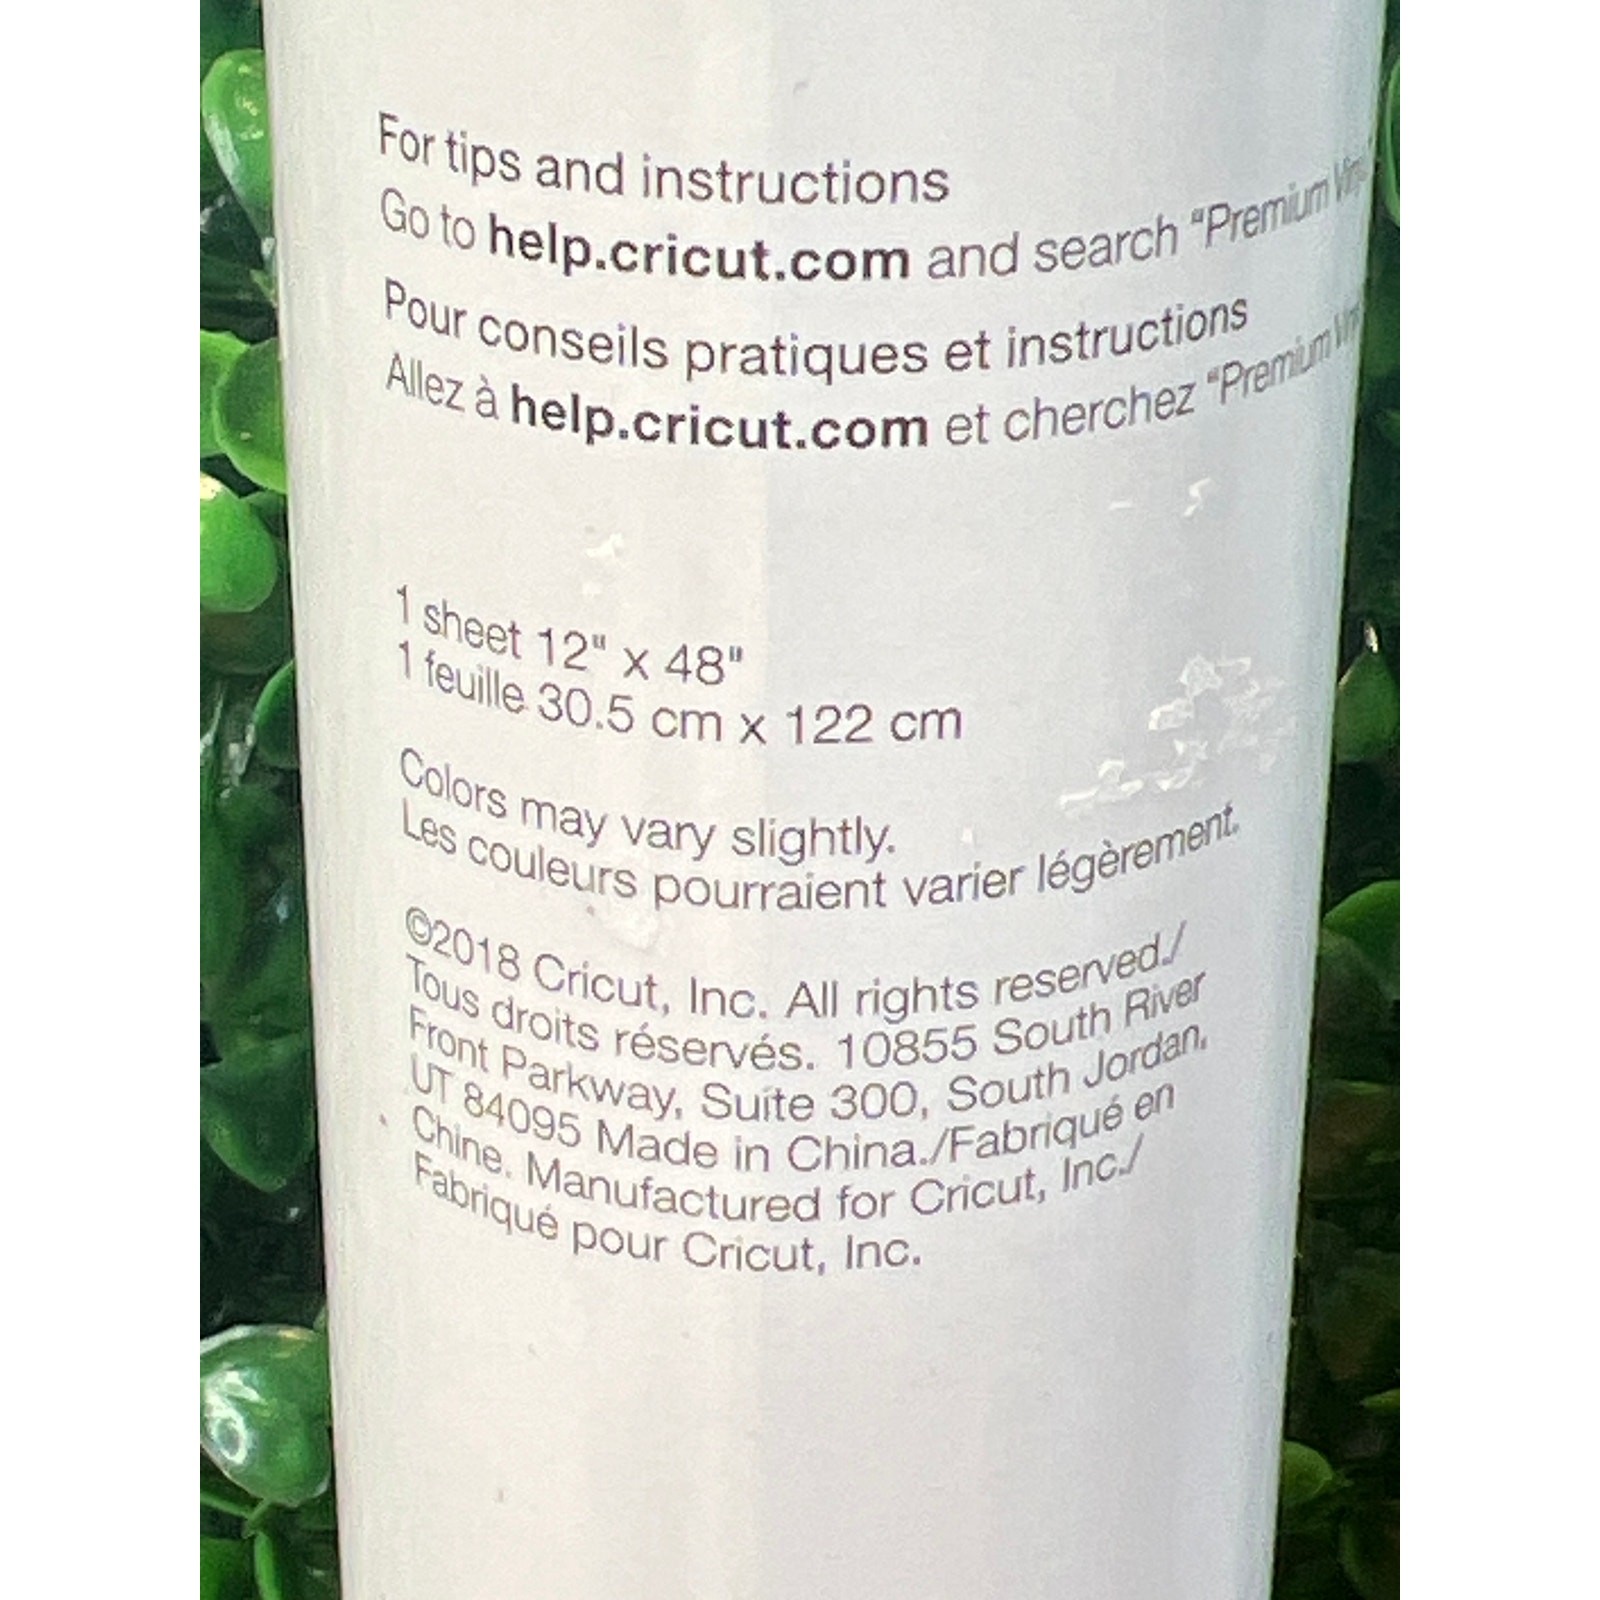 For tips and instructions
Go to help.cricut.com and search “Premium
Pour conseils pratiques et instructions
Allez à help.cricut.com et cherchez “Premium
1 sheet 12" x 48"
1 feuille 30.5 cm x 122 cm
Colors may vary slightly.
Les couleurs pourraient varier légèrement.
©2018 Cricut, Inc. All rights reserved./
Tous droits réservés. 10855 South River
Front Parkway, Suite 300, South Jordan,
UT 84095 Made in China./Fabriqué en
Chine. Manufactured for Cricut, Inc./
Fabriqué pour Cricut, Inc.